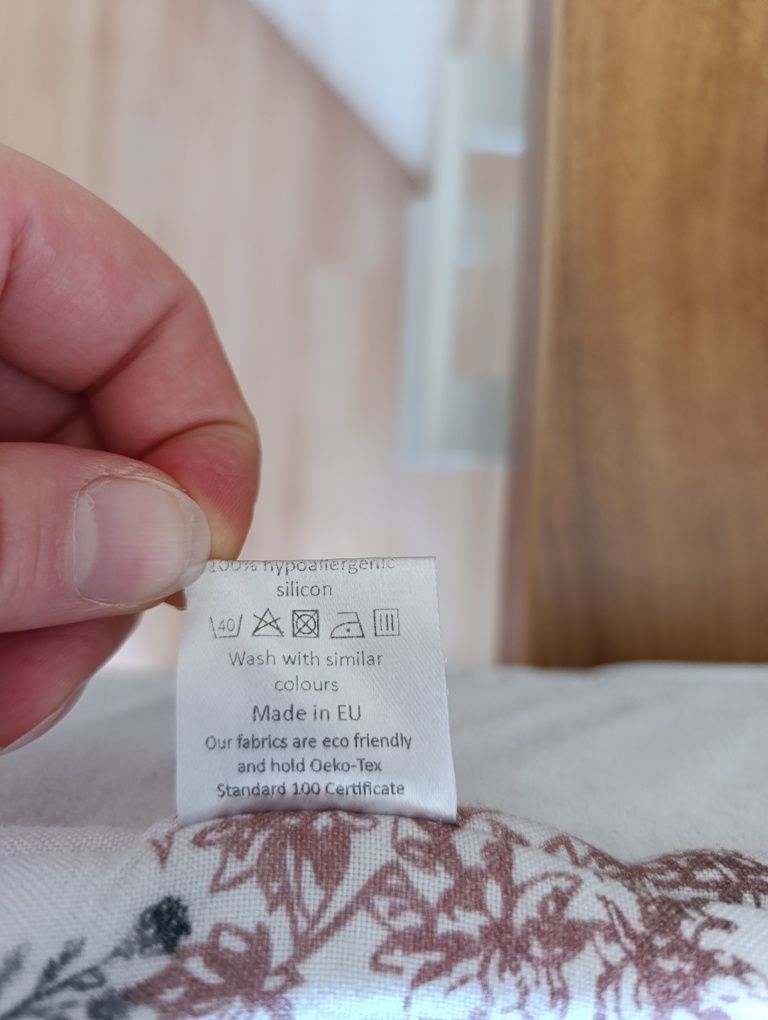 100% hypoallergenic
silicon
40
Wash with similar
colours
Made in EU
Our fabrics are eco friendly
and hold Oeko-Tex
Standard 100 Certificate